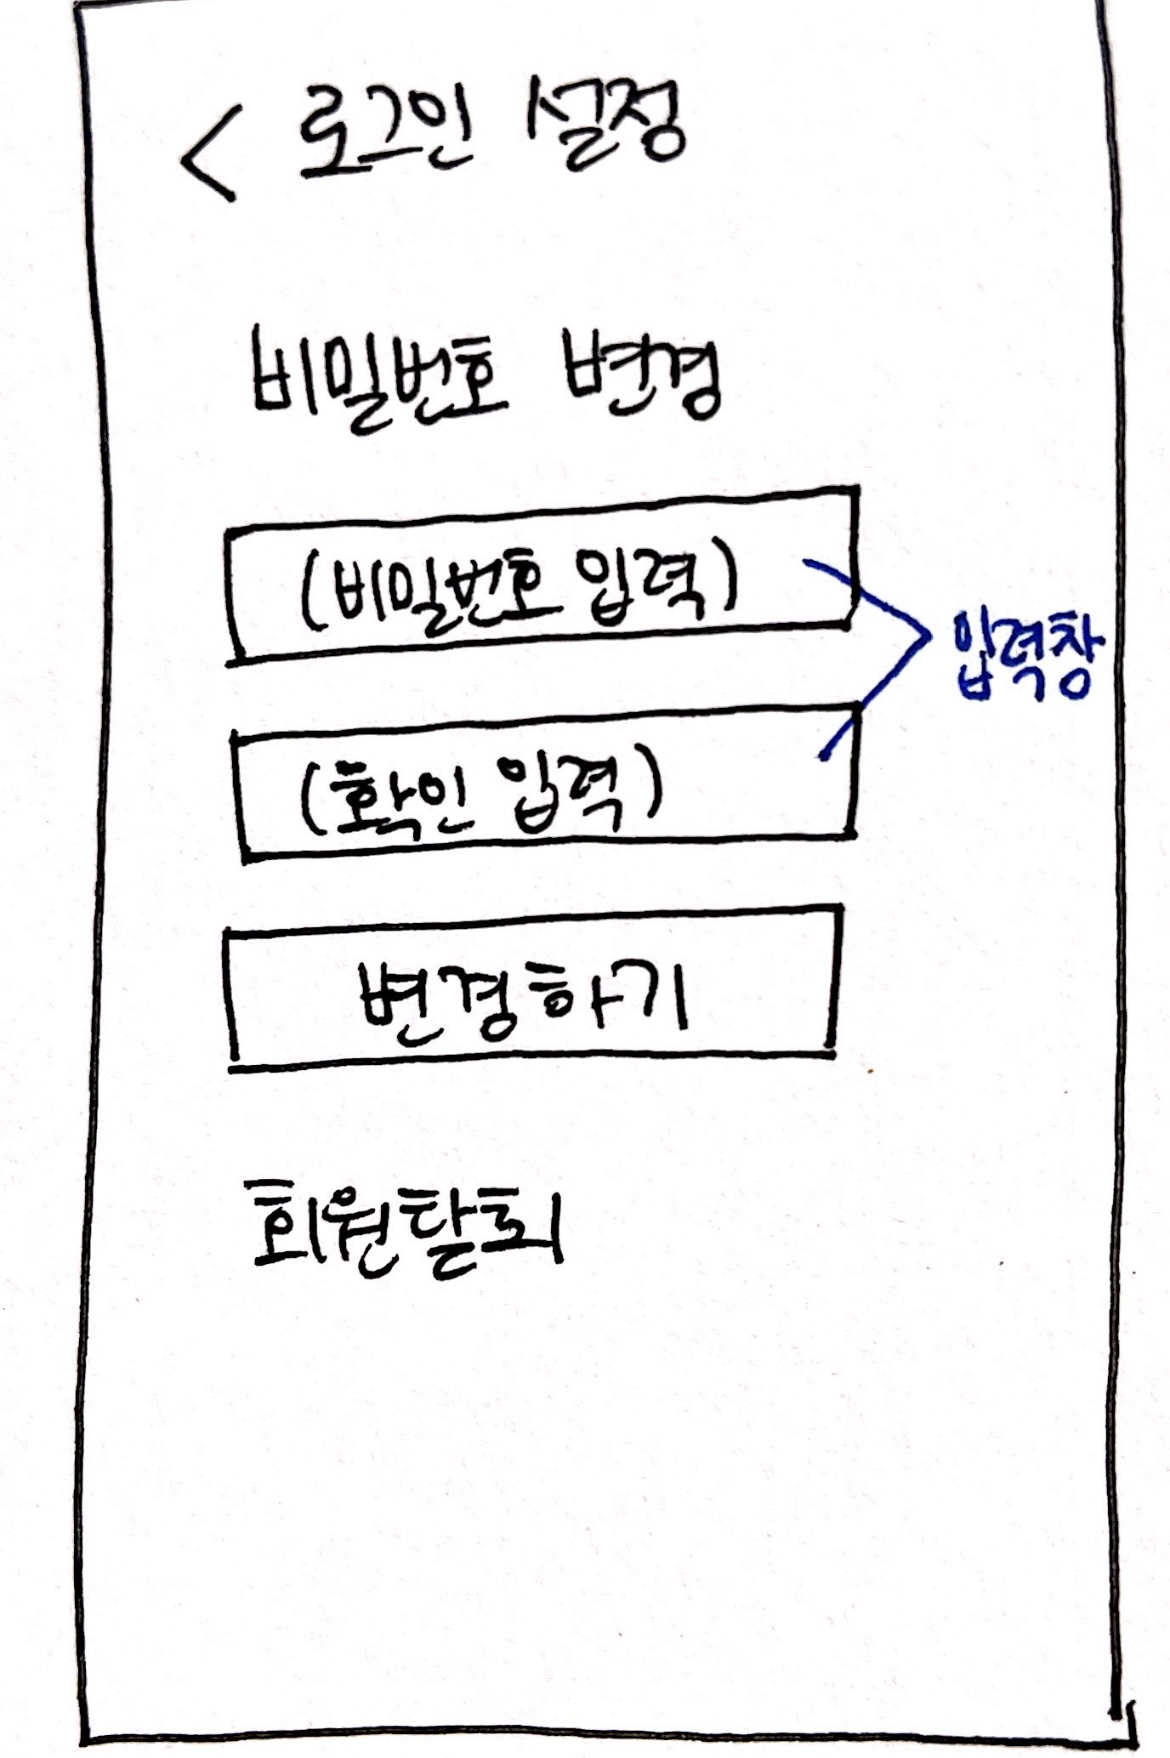 < 로그인 설정
비밀번호 변경
(비밀번호 입력)
입력창
(확인 입력)
변경하기
회원탈퇴